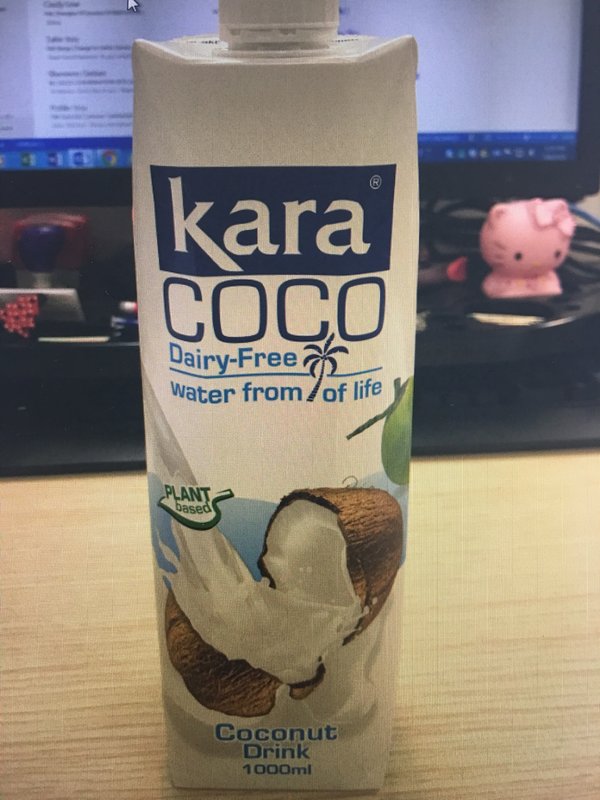 kara®
COCO
Dairy-Free
water from of life
PLANT
based
Coconut
Drink
1000ml